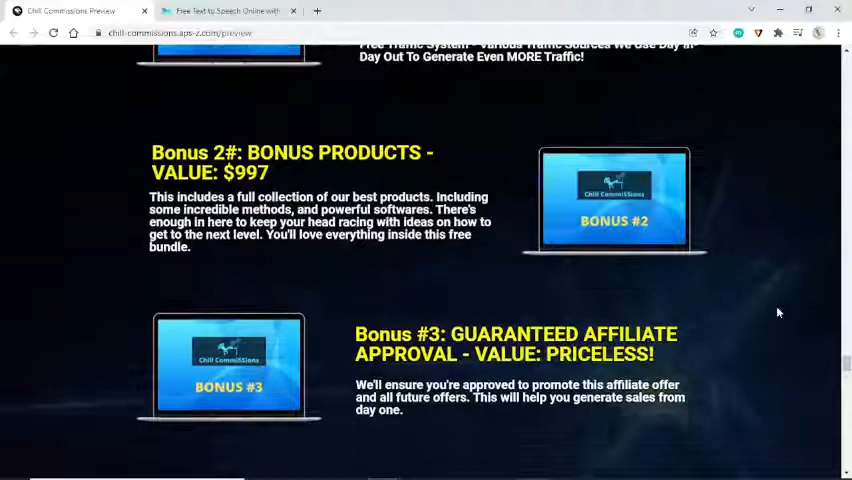 Chill Commissions Preview
Free Text to Speech Online with
chill-commissions.aps-z.com/preview
Free Traffic System - Various Traffic Sources We Use Day in-
Day Out To Generate Even MORE Traffic!
Bonus 2#: BONUS PRODUCTS -
VALUE: $997
This includes a full collection of our best products. Including
some incredible methods, and powerful softwares. There's
enough in here to keep your head racing with ideas on how to
get to the next level. You'll love everything inside this free
bundle.
Chill CommiSSions
BONUS #2
Chill CommiSSions
BONUS #3
Bonus #3: GUARANTEED AFFILIATE
APPROVAL - VALUE: PRICELESS!
We'll ensure you're approved to promote this affiliate offer
and all future offers. This will help you generate sales from
day one.